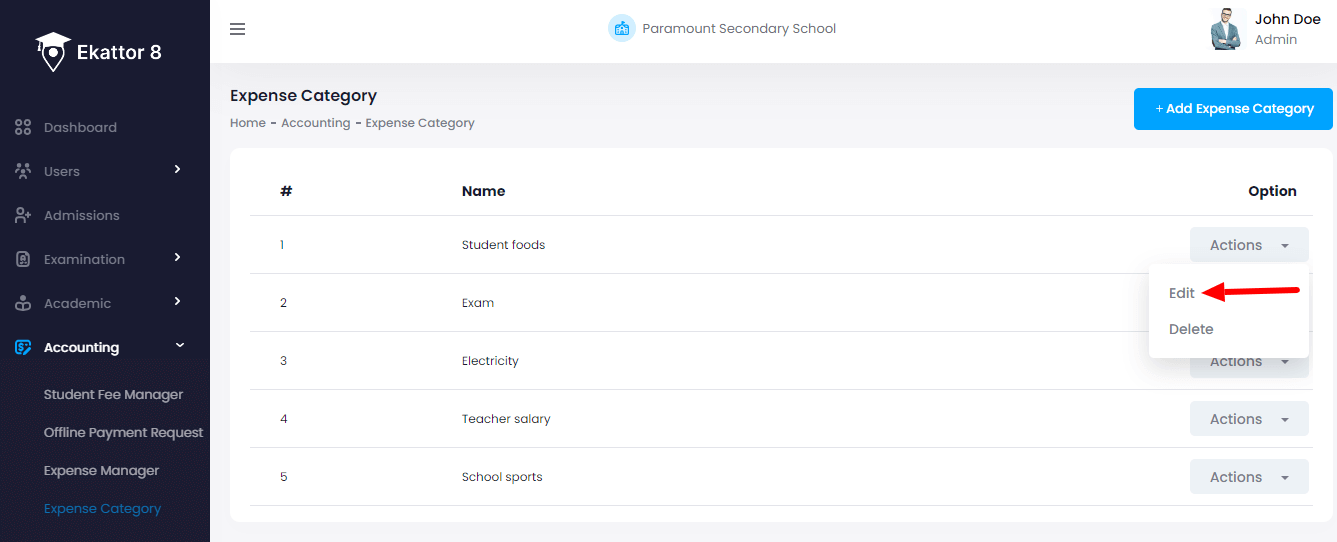 Ekattor 8
Dashboard
Users
Admissions
Examination
Academic
Accounting
Student Fee Manager
Offline Payment Request
Expense Manager
Expense Category
Paramount Secondary School
John Doe
Admin
Expense Category
Home - Accounting - Expense Category
+ Add Expense Category
# Name Option
1 Student foods Actions
Edit
2 Exam
Delete
3 Electricity Actions
4 Teacher salary Actions
5 School sports Actions